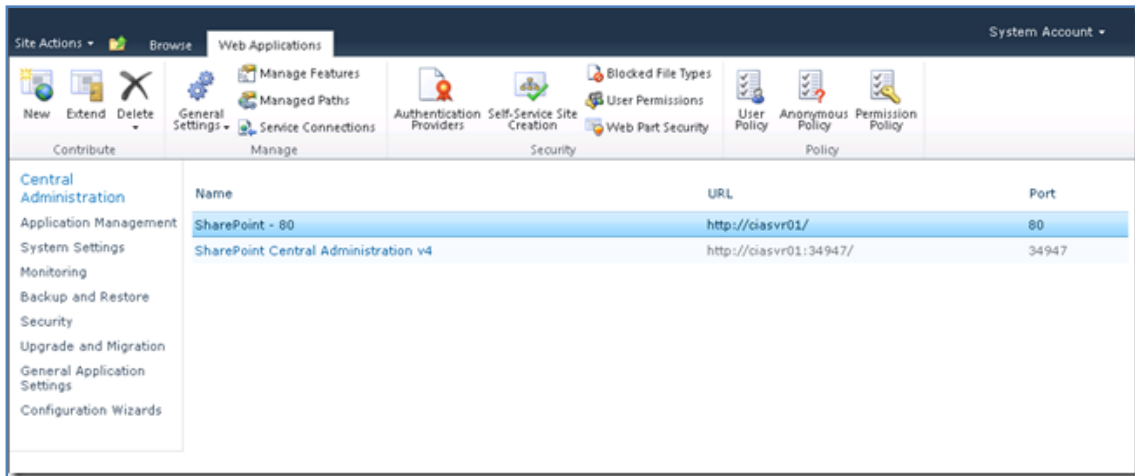 System Account
Site Actions Browse Web Applications
New Extend Delete
General Settings
Manage Features
Managed Paths
Service Connections
Authentication Providers
Self-Service Site Creation
Blocked File Types
User Permissions
Web Part Security
User Policy
Anonymous Policy
Permission Policy
Contribute Manage Security Policy
Central
Administration
Application Management
System Settings
Monitoring
Backup and Restore
Security
Upgrade and Migration
General Application
Settings
Configuration Wizards
Name URL Port
SharePoint - 80 http://ciasvr01/ 80
SharePoint Central Administration v4 http://ciasvr01:34947/ 34947